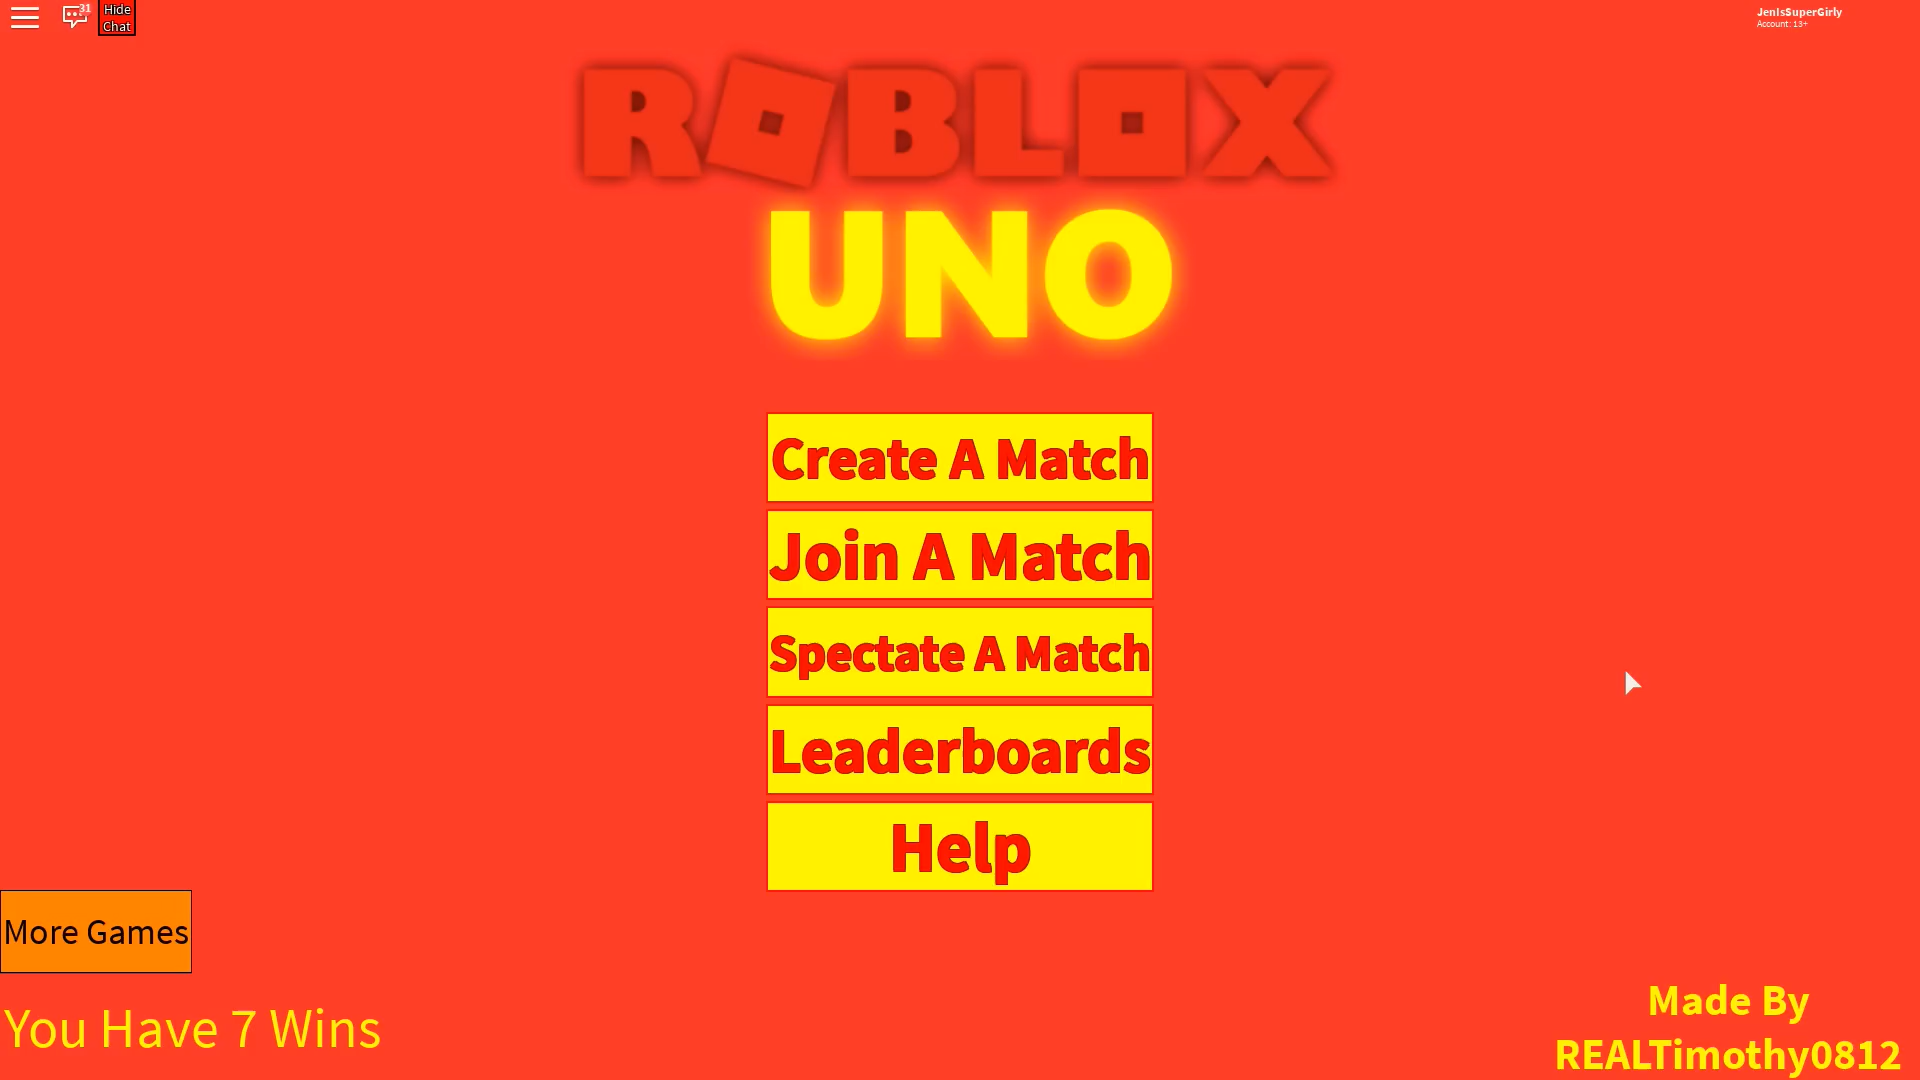 31
Hide
Chat
JenIsSuperGirly
Account: 13+
ROBLOX
UNO
Create A Match
Join A Match
Spectate A Match
Leaderboards
Help
More Games
You Have 7 Wins
Made By
REALTimothy0812